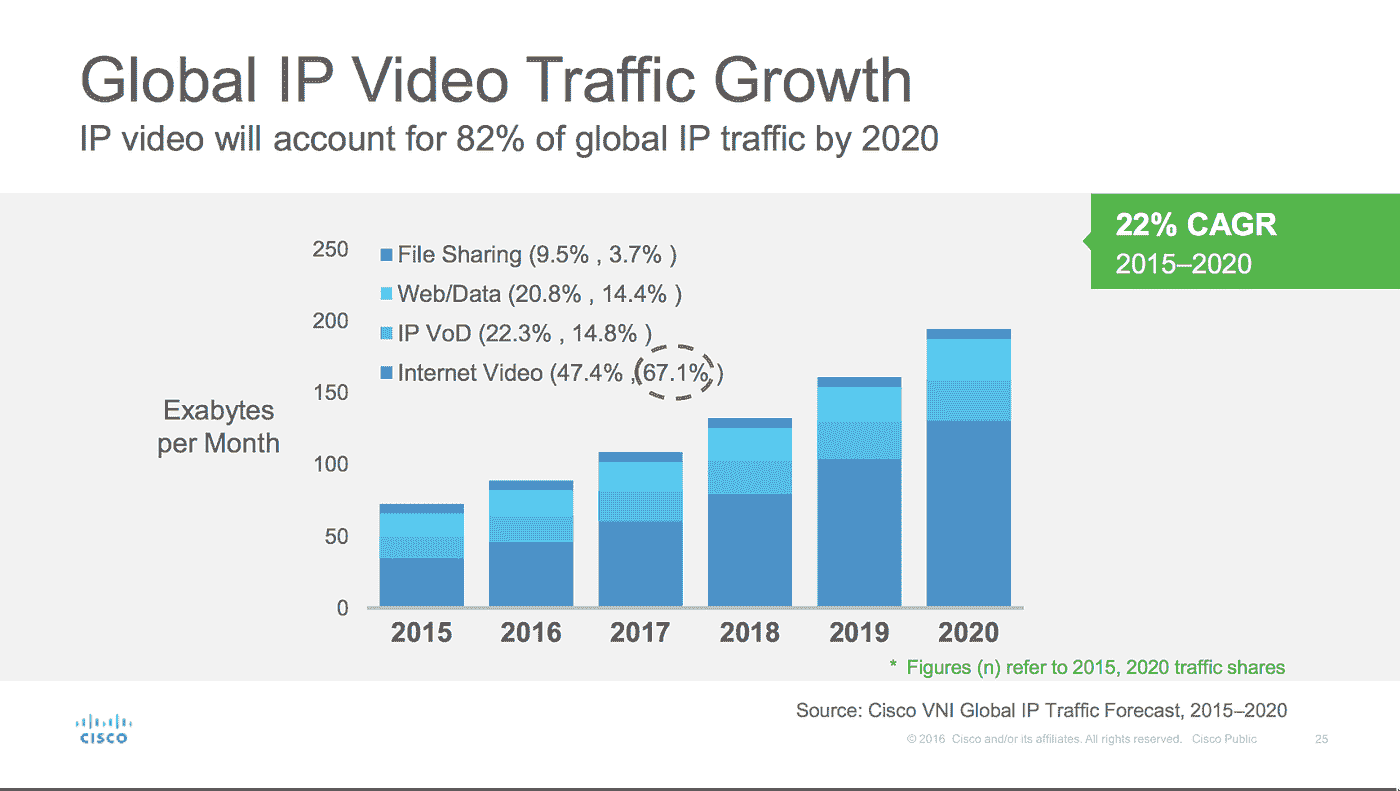 Global IP Video Traffic Growth
IP video will account for 82% of global IP traffic by 2020
22% CAGR
2015–2020
250
200
150
100
50
0
File Sharing (9.5% , 3.7% )
Web/Data (20.8% , 14.4% )
IP VoD (22.3% , 14.8% )
Internet Video (47.4% , 67.1% )
Exabytes
per Month
2015 2016 2017 2018 2019 2020
* Figures (n) refer to 2015, 2020 traffic shares
Source: Cisco VNI Global IP Traffic Forecast, 2015–2020
CISCO
© 2016 Cisco and/or its affiliates. All rights reserved. Cisco Public 25